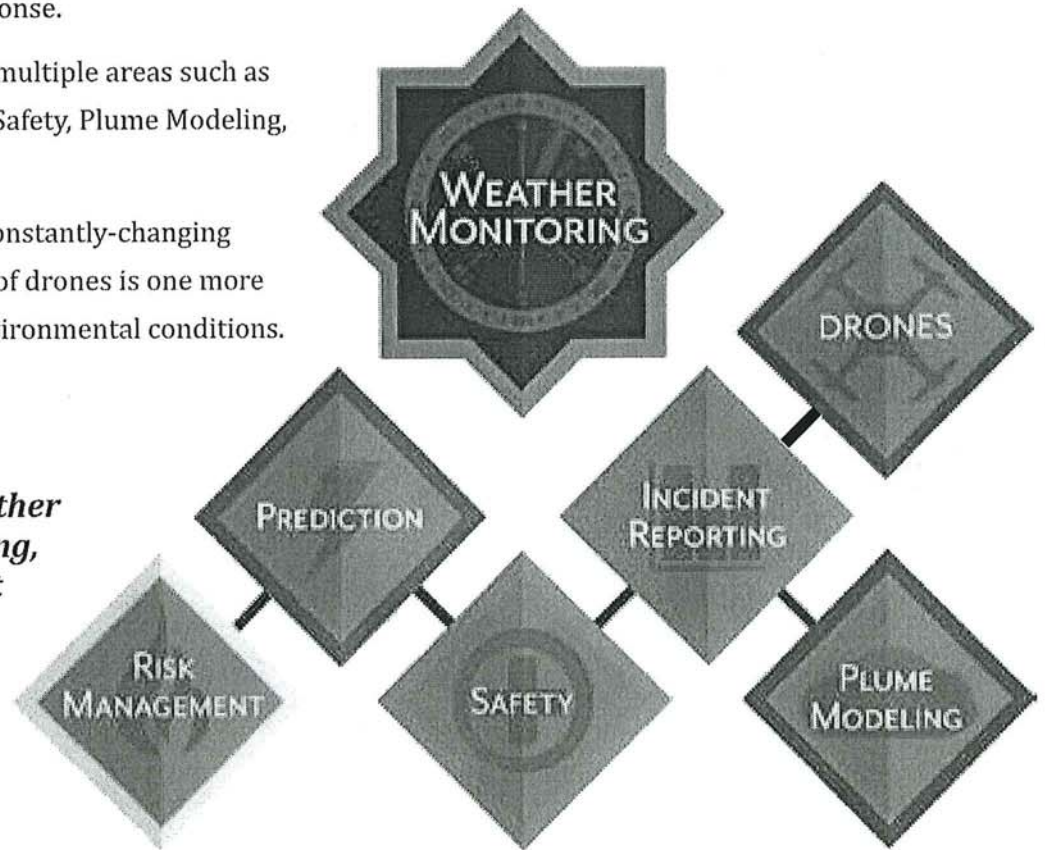 onse.
multiple areas such as
Safety, Plume Modeling,
onstantly-changing
of drones is one more
vironmental conditions.
ther
ng,
t
WEATHER
MONITORING
DRONES
PREDICTION
INCIDENT
REPORTING
RISK
MANAGEMENT
SAFETY
PLUME
MODELING